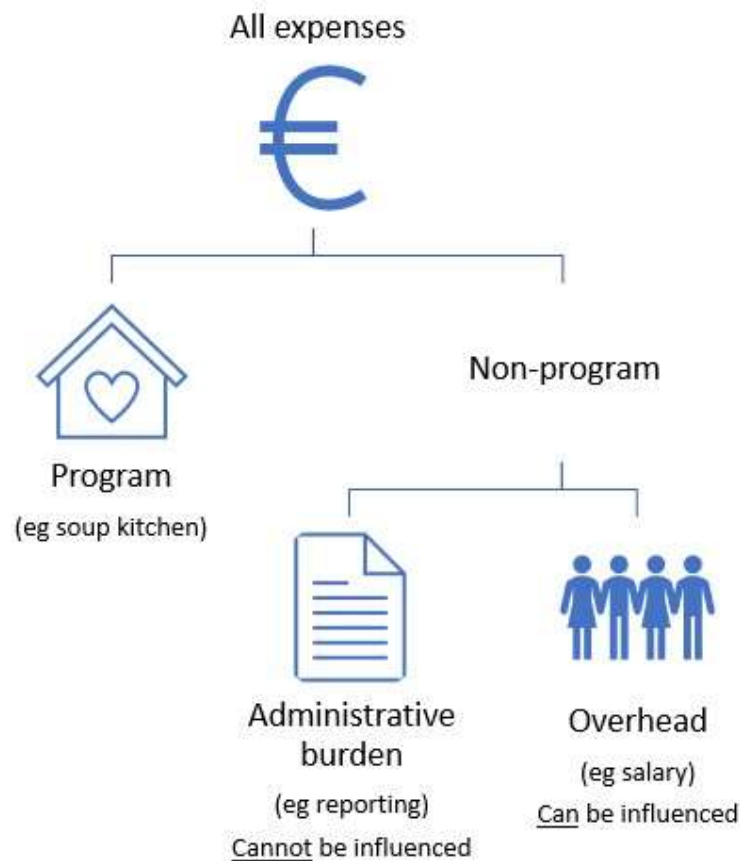 All expenses
€
Non-program
Program
(eg soup kitchen)
Administrative
burden
(eg reporting)
Cannot be influenced
Overhead
(eg salary)
Can be influenced